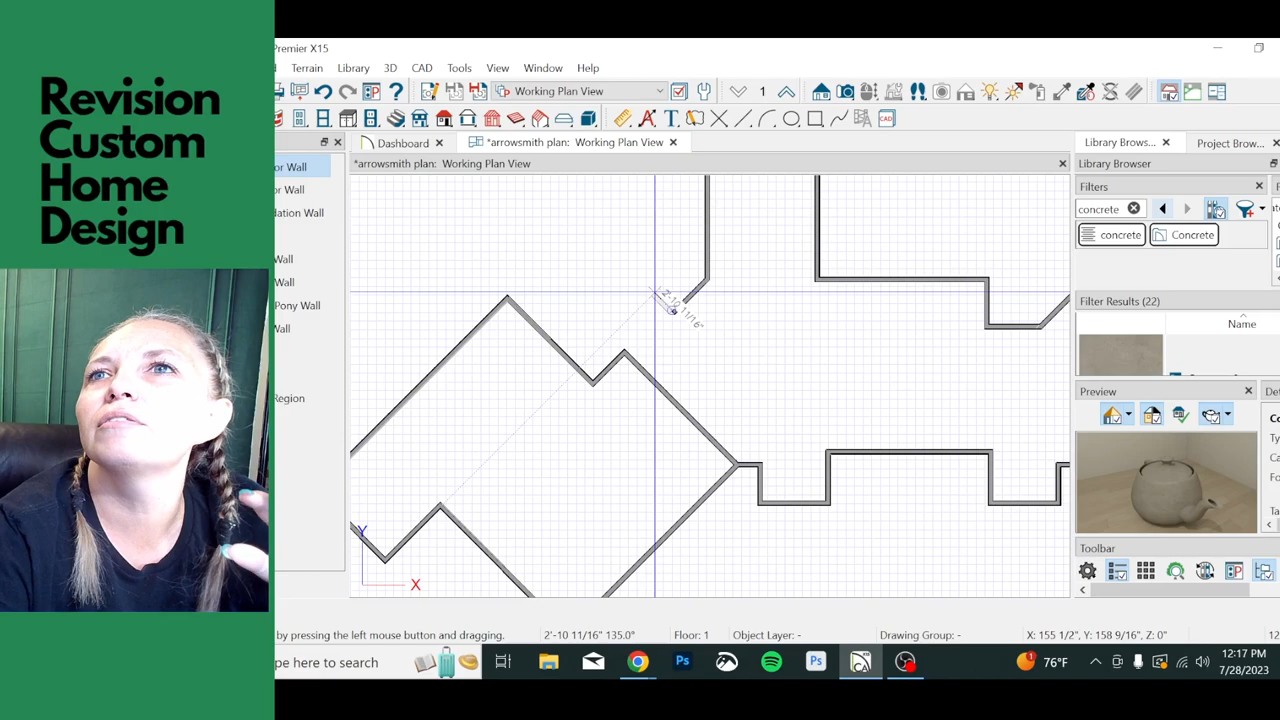 Revision
Custom
Home
Design
Premier X15
Terrain Library 3D CAD Tools View Window Help
Working Plan View
1
Dashboard
*arrowsmith plan: Working Plan View
Library Brows...
Project Brow...
*arrowsmith plan: Working Plan View
Library Browser
or Wall
or Wall
dation Wall
Wall
Wall
Pony Wall
Wall
Region
Filters
concrete
concrete
Concrete
Filter Results (22)
Name
Preview
Toolbar
2'-10 11/16"
Y
X
by pressing the left mouse button and dragging.
2'-10 11/16" 135.0°
Floor: 1
Object Layer: -
Drawing Group: -
X: 155 1/2", Y: 158 9/16", Z: 0"
pe here to search
76°F
12:17 PM
7/28/2023